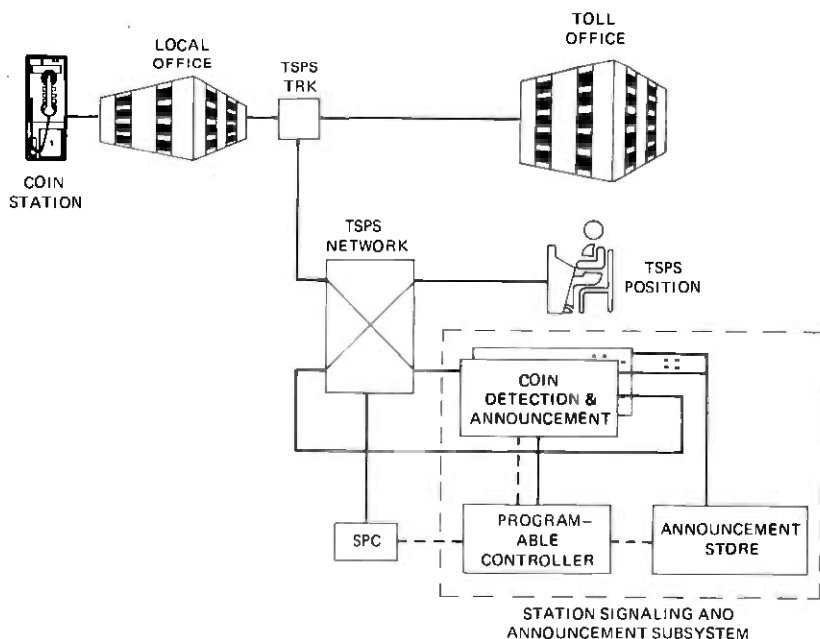 TOLL
OFFICE
LOCAL
OFFICE
TSPS
TRK
COIN
STATION
TSPS
NETWORK
TSPS
POSITION
COIN
DETECTION &
ANNOUNCEMENT
SPC
PROGRAM-
ABLE
CONTROLLER
ANNOUNCEMENT
STORE
STATION SIGNALING AND
ANNOUNCEMENT SUBSYSTEM